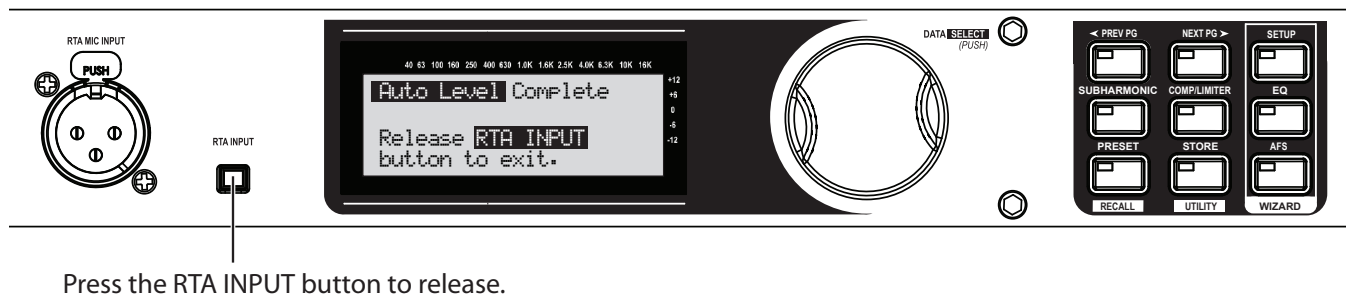 RTA MIC INPUT
PUSH
RTA INPUT
40 63 100 160 250 400 630 1.0K 1.6K 2.5K 4.0K 6.3K 10K 16K
+12
+6
0
-6
-12
Auto Level Complete
Release RTA INPUT
button to exit.
DATA SELECT
(PUSH)
PREV PG
NEXT PG
SETUP
SUBHARMONIC
COMP/LIMITER
EQ
PRESET
STORE
AFS
RECALL
UTILITY
WIZARD
Press the RTA INPUT button to release.